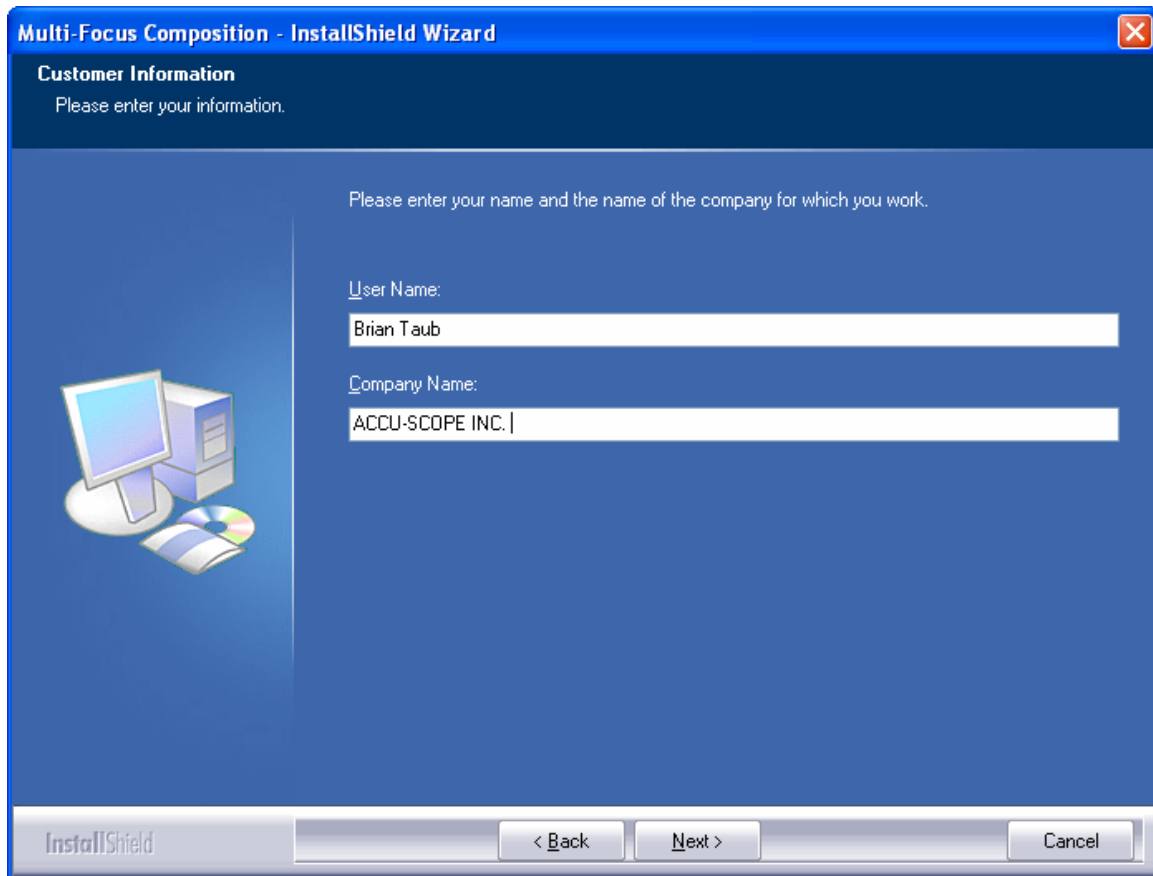 Multi-Focus Composition - InstallShield Wizard
Customer Information
Please enter your information.
Please enter your name and the name of the company for which you work.
User Name:
Brian Taub
Company Name:
ACCU-SCOPE INC.
InstallShield
< Back
Next >
Cancel